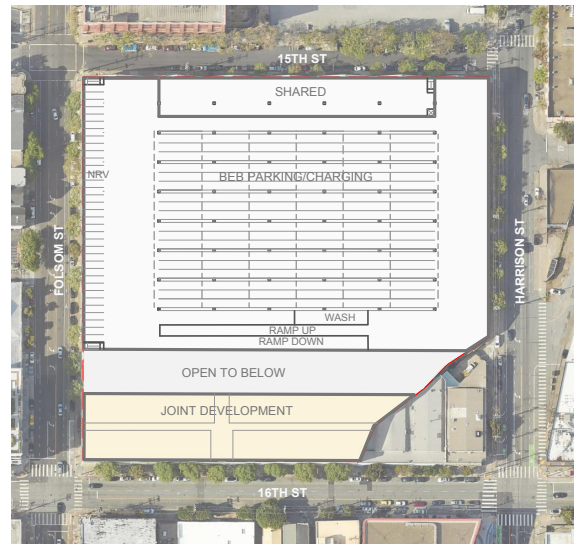 15TH ST
SHARED
NRV
BEB PARKING/CHARGING
FOLSOM ST
HARRISON ST
WASH
RAMP UP
RAMP DOWN
OPEN TO BELOW
JOINT DEVELOPMENT
16TH ST